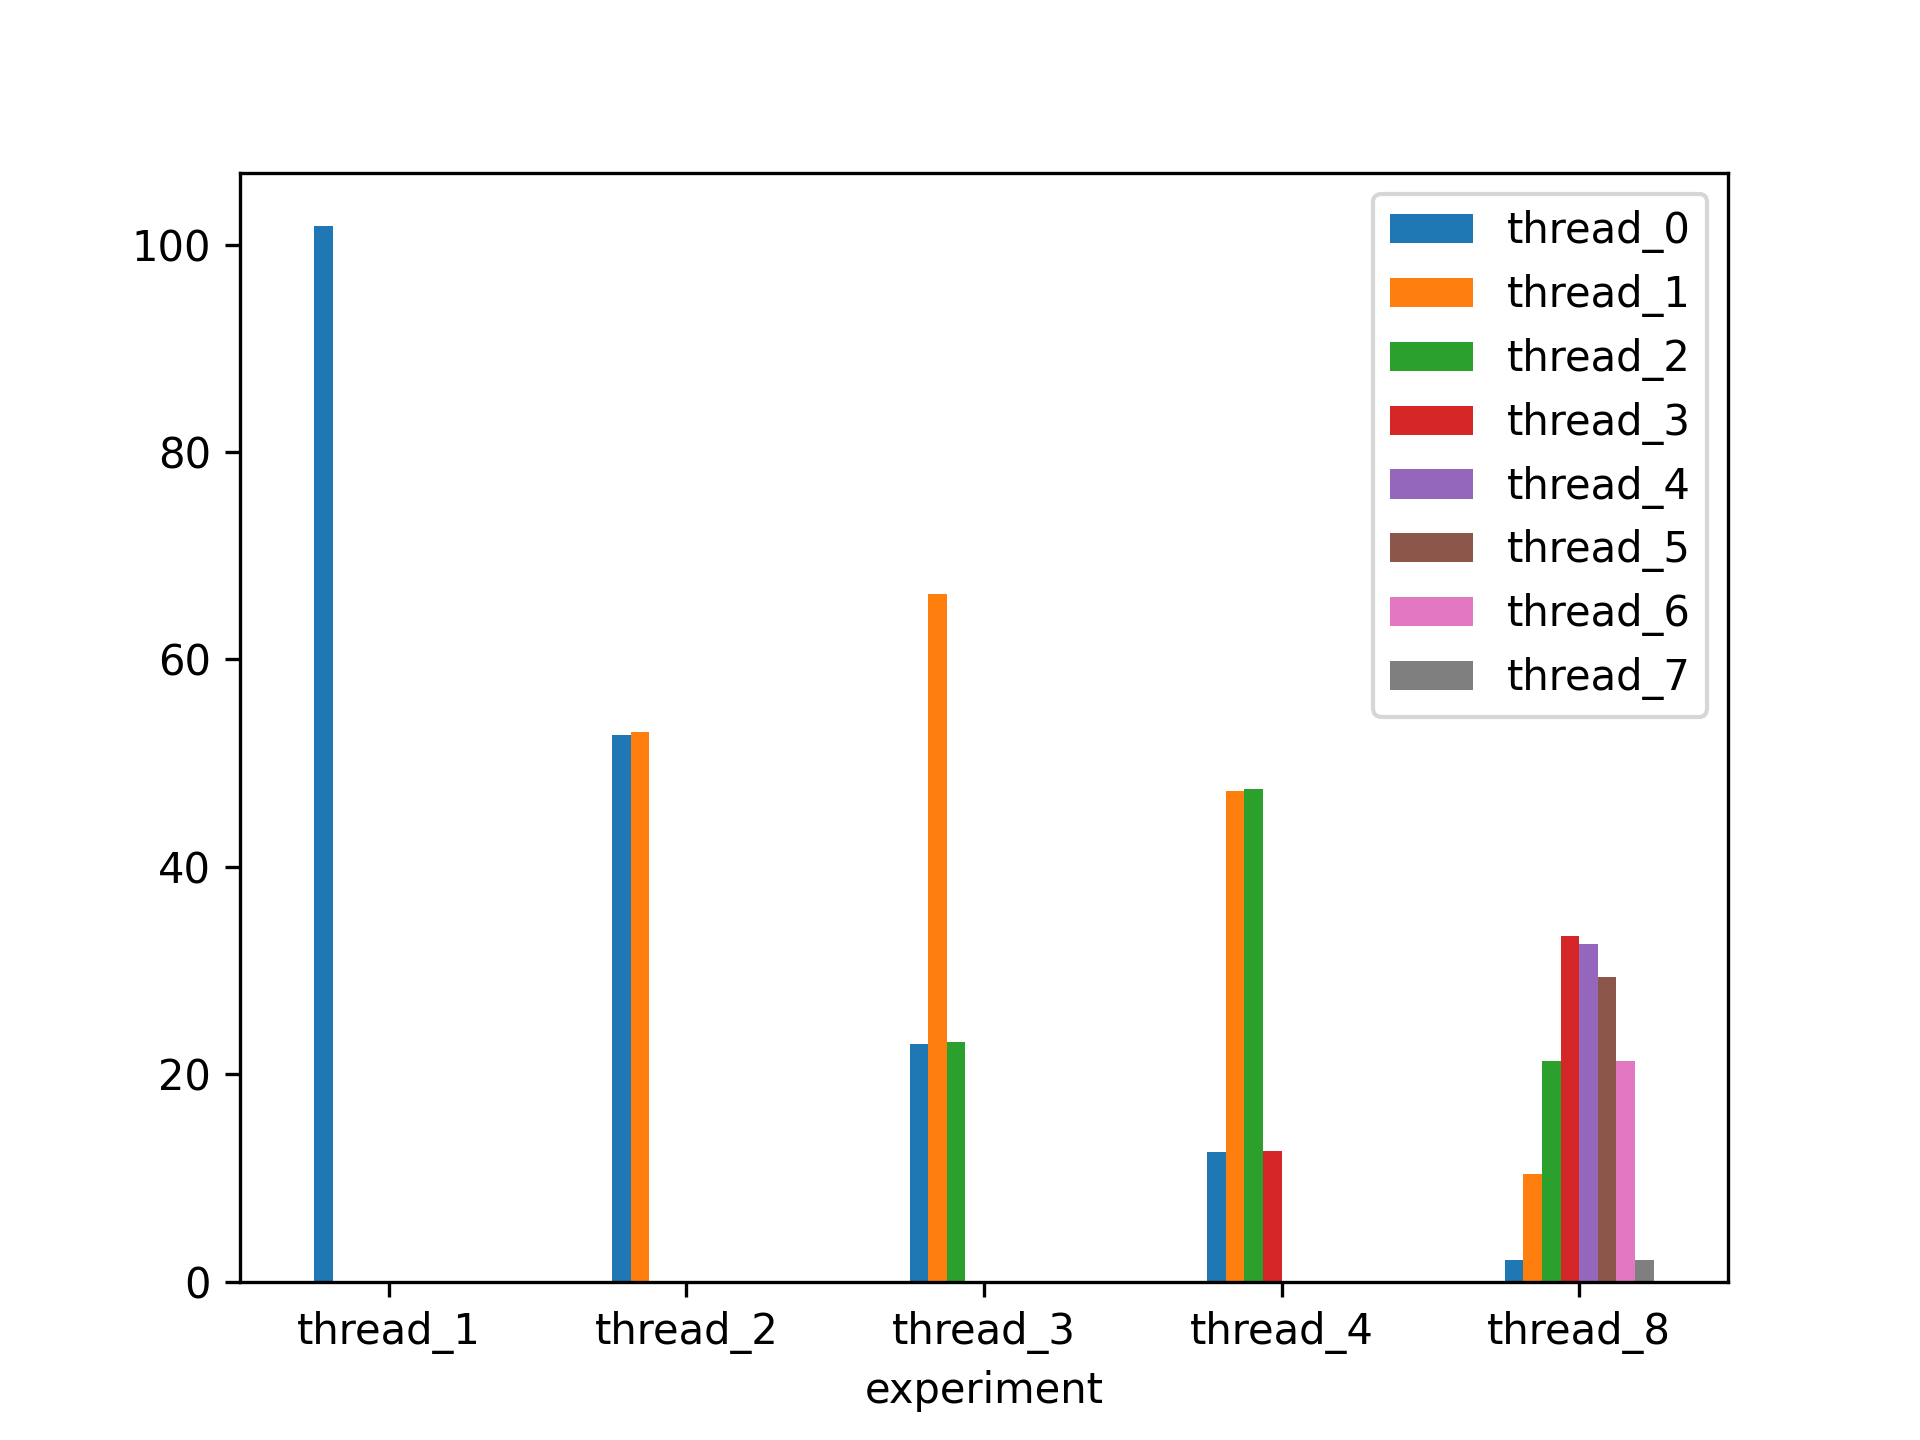 100
80
60
40
20
0
thread_0
thread_1
thread_2
thread_3
thread_4
thread_5
thread_6
thread_7
thread_1 thread_2 thread_3 thread_4 thread_8
experiment